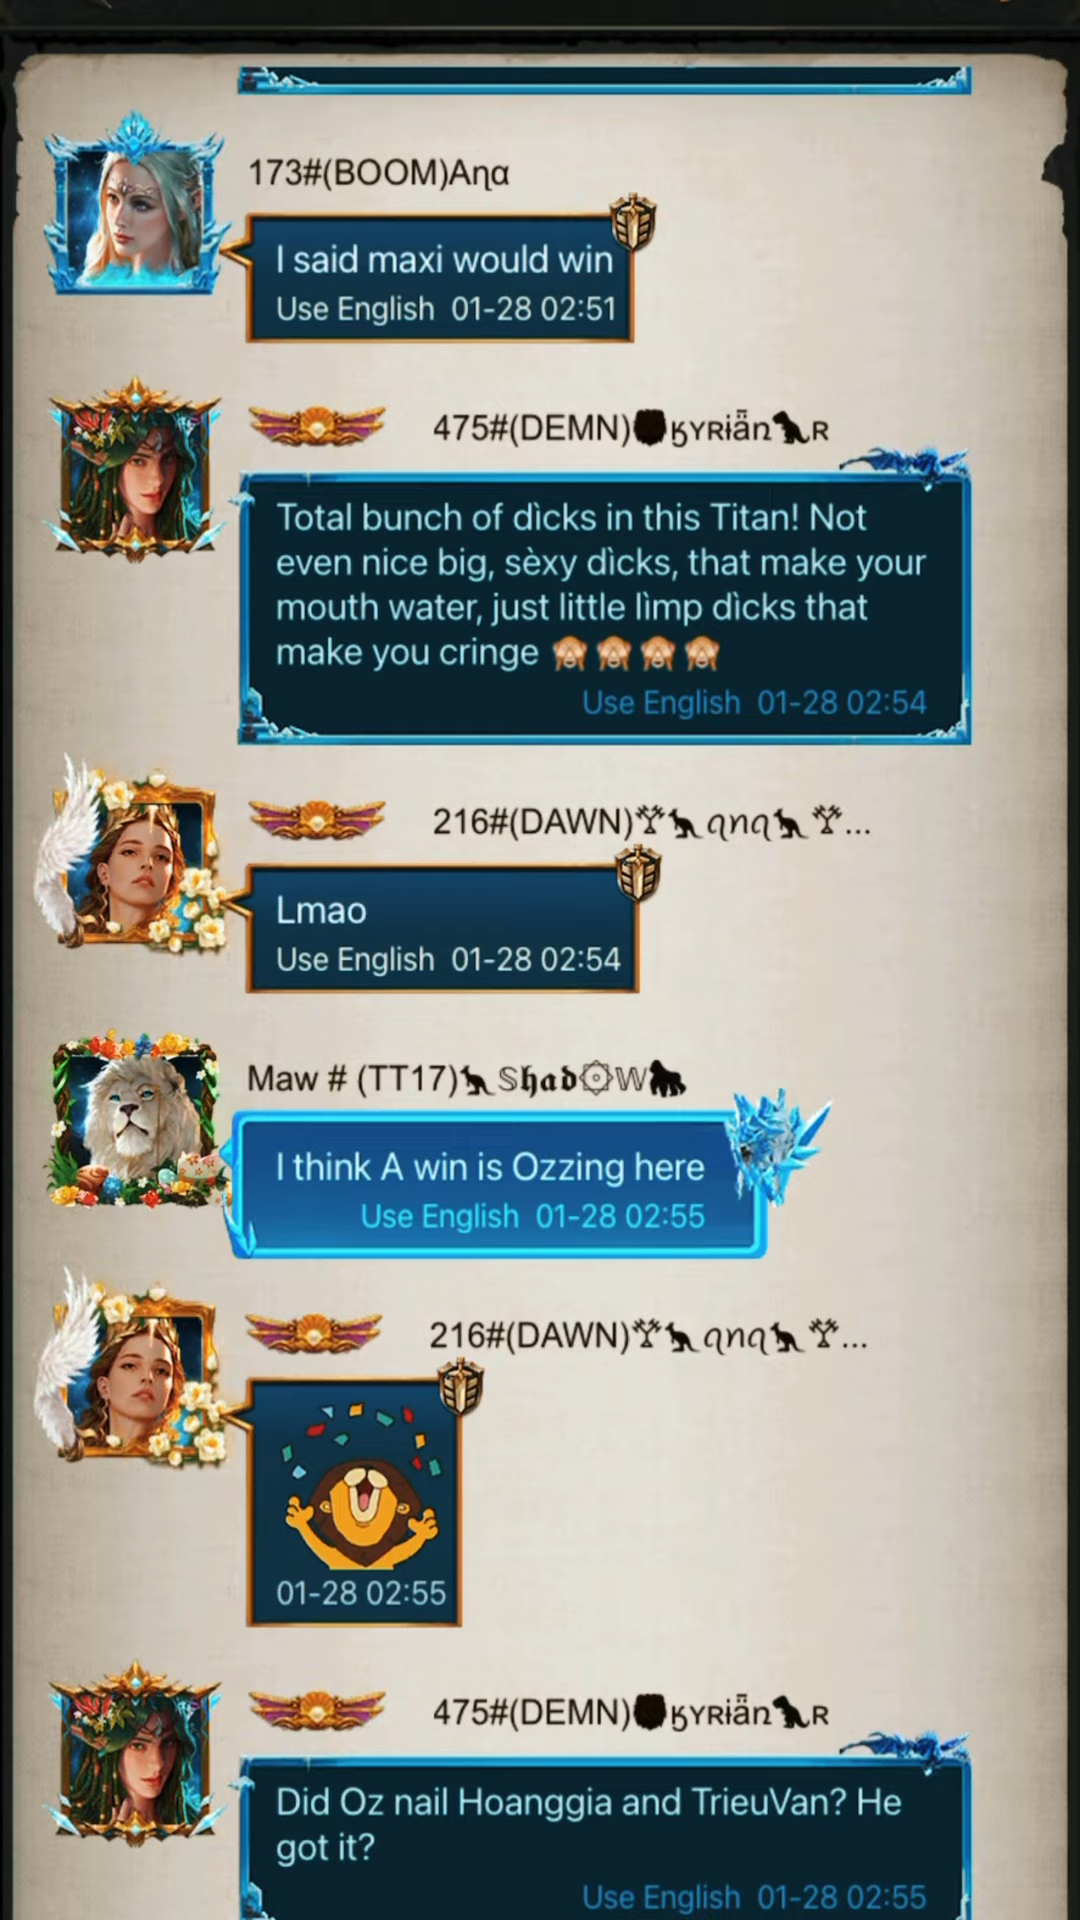 173#(BOOM)Aηα
I said maxi would win
Use English 01-28 02:51
475#(DEMN)ҕʏʀɨấn ʀ
Total bunch of dìcks in this Titan! Not
even nice big, sèxy dìcks, that make your
mouth water, just little lìmp dìcks that
make you cringe 🙈🙈🙈🙈
Use English 01-28 02:54
216#(DAWN)...
Lmao
Use English 01-28 02:54
Maw # (TT17)𝕊𝖍𝖆𝖉۞W🦍
I think A win is Ozzing here
Use English 01-28 02:55
216#(DAWN)...
01-28 02:55
475#(DEMN)ҕʏʀɨấn ʀ
Did Oz nail Hoanggia and TrieuVan? He
got it?
Use English 01-28 02:55